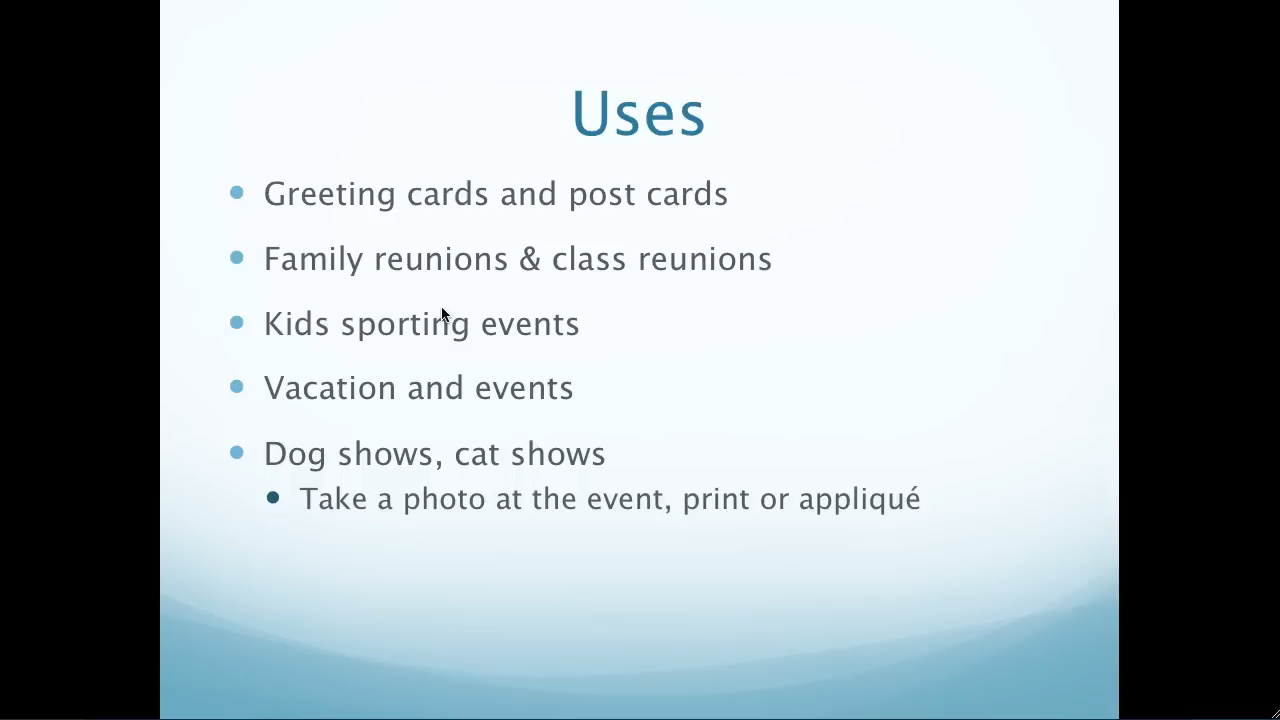 Uses
Greeting cards and post cards
Family reunions & class reunions
Kids sporting events
Vacation and events
Dog shows, cat shows
Take a photo at the event, print or appliqué